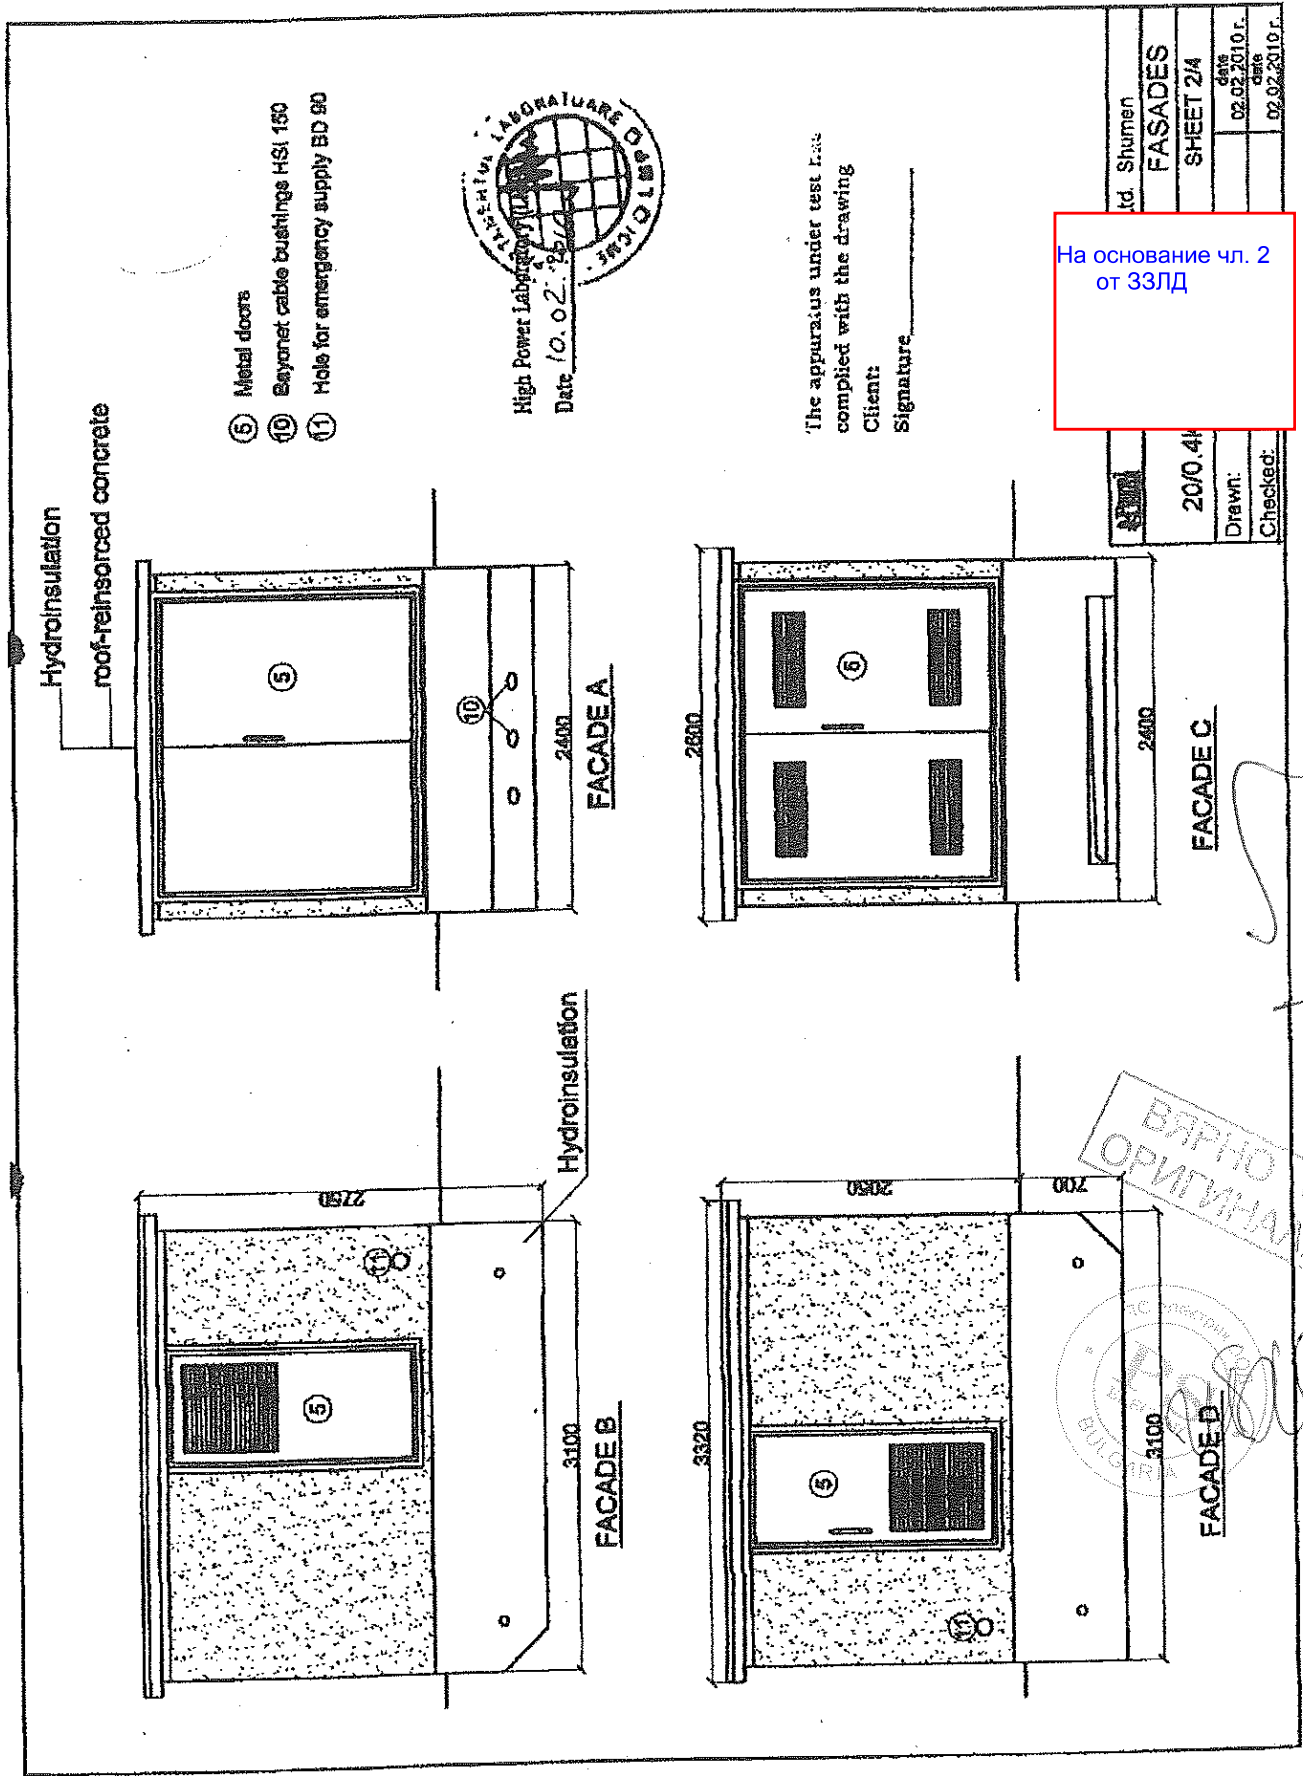 Hydroinsulation
roof-reinsorced concrete
5 Metal doors
10 Bayonet cable bushings HSI 150
11 Hole for emergency supply BD 90
2750
11
5
Hydroinsulation
3100
FACADE B
5
10
2400
FACADE A
High Power Laboratory
Date 10.02.
3320
2050
700
5
11
3100
FACADE D
2600
5
2400
FACADE C
The apparatus under test has
complied with the drawing
Client:
Signature
На основание чл. 2
от ЗЗЛД
td. Shumen
20/0.4
FASADES
SHEET 2/4
Drawn:
date
02.02.2010 г.
Checked:
date
02.02.2010 г.
ВЯРНО
ОРИГИНАЛ
BULGARIA